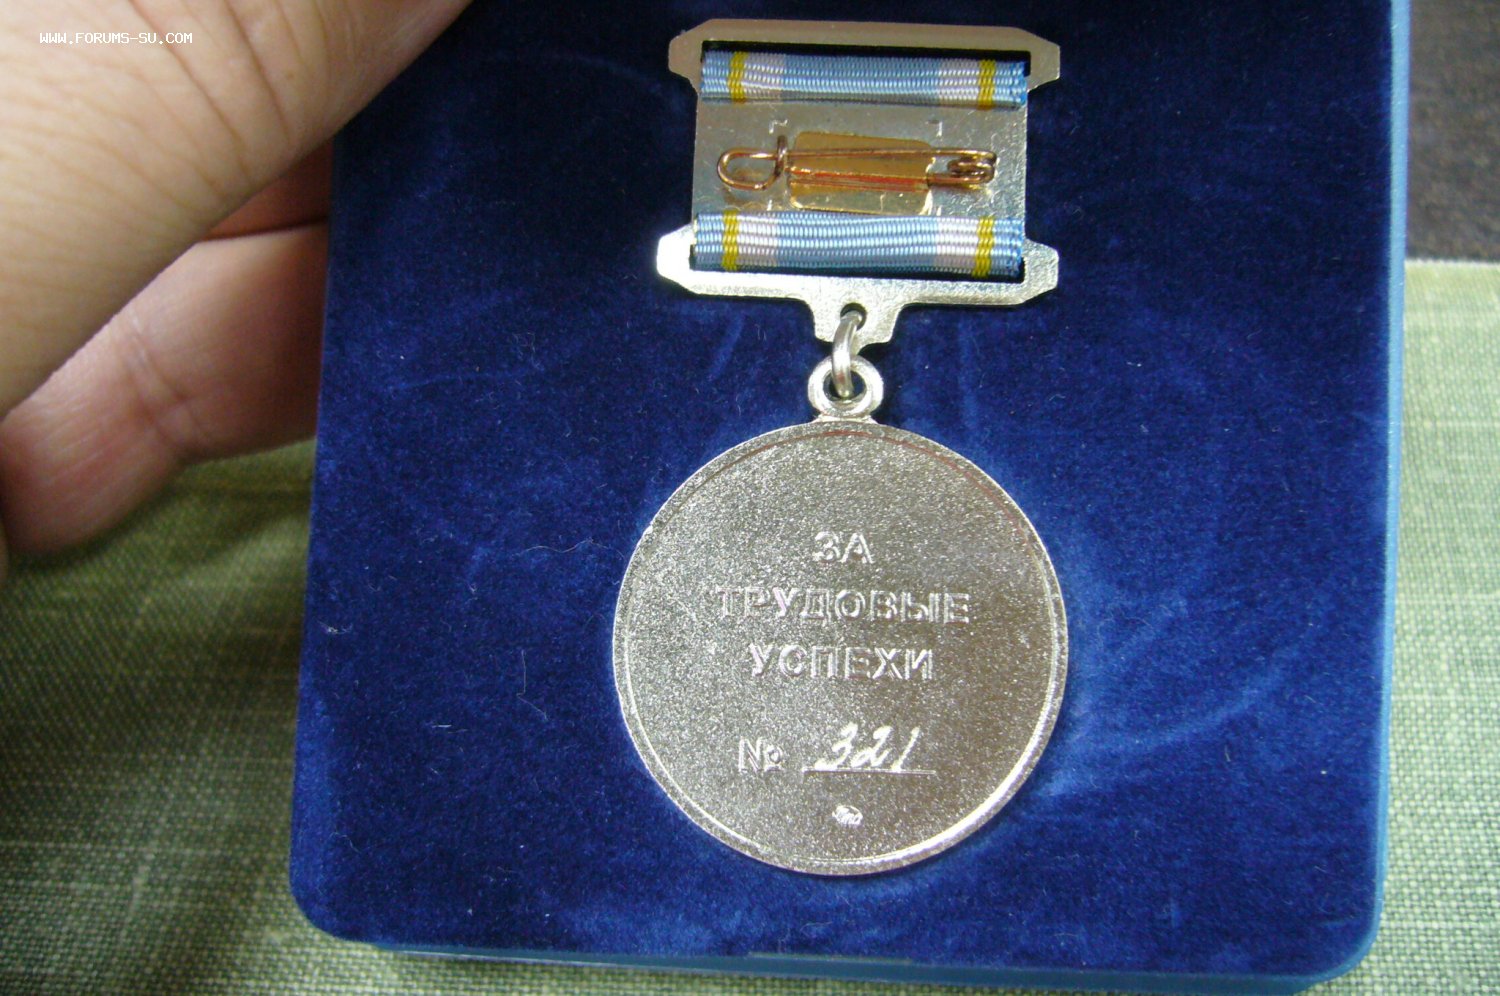 WWW.FORUMS-SU.COM
ЗА
ТРУДОВЫЕ
УСПЕХИ
№ 321